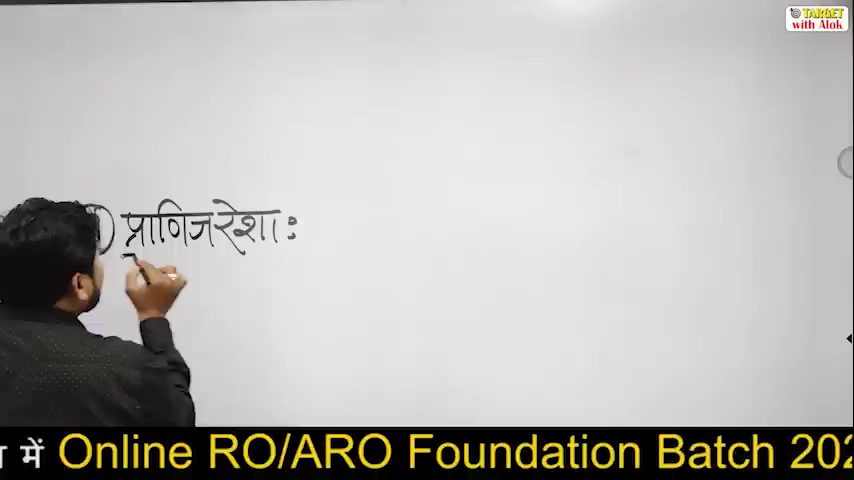 TARGET
with Alok
प्राणिजरेशा :
में Online RO/ARO Foundation Batch 202